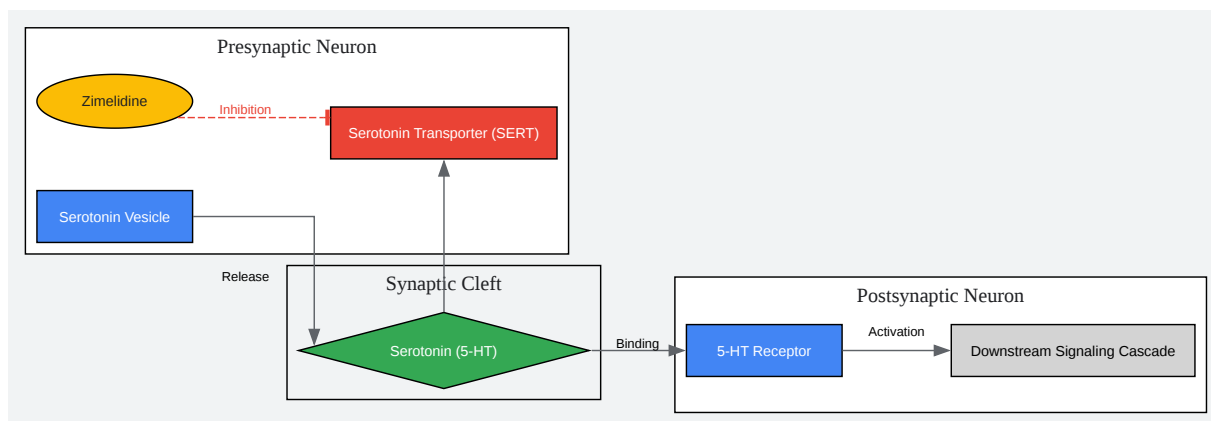 Presynaptic Neuron
Zimelidine
Inhibition
Serotonin Transporter (SERT)
Serotonin Vesicle
Release
Synaptic Cleft
Serotonin (5-HT)
Binding
Postsynaptic Neuron
5-HT Receptor
Activation
Downstream Signaling Cascade